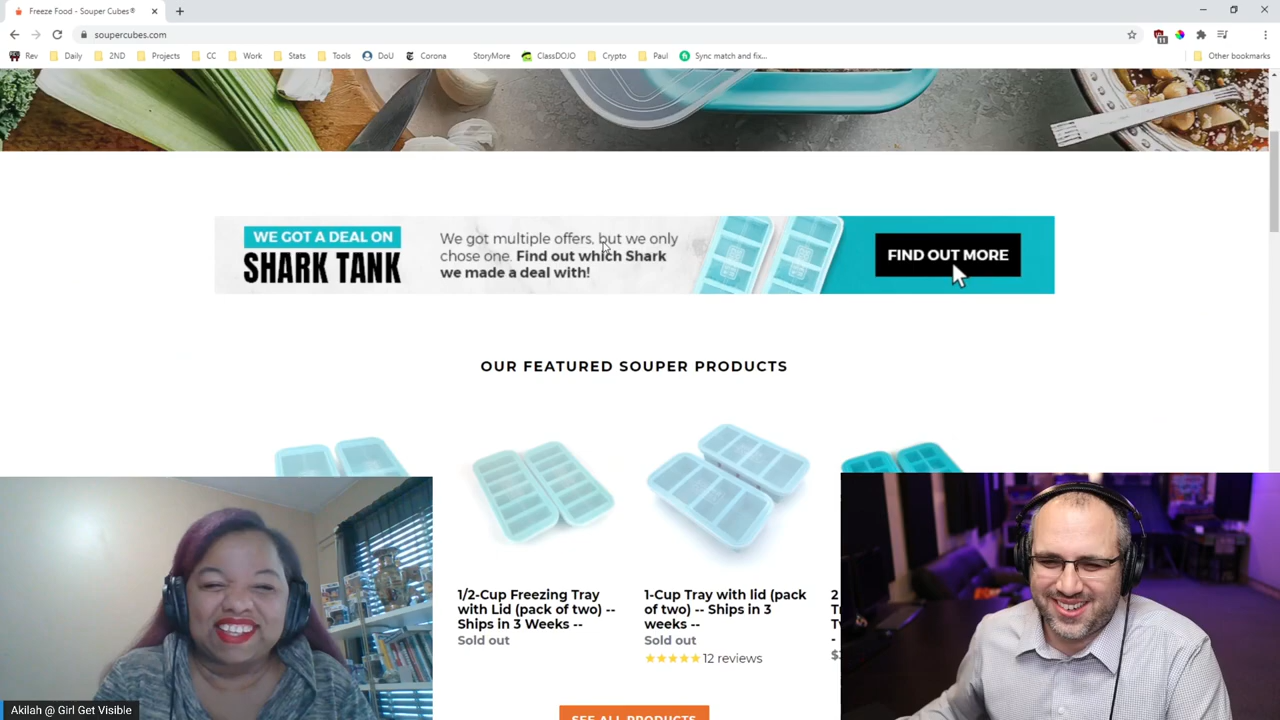 Freeze Food - Souper Cubes®
soupercubes.com
Rev Daily 2ND Projects CC Work Stats Tools DoU Corona StoryMore ClassDOJO Crypto Paul Sync match and fix... Other bookmarks
11
WE GOT A DEAL ON
SHARK TANK
We got multiple offers, but we only
chose one. Find out which Shark
we made a deal with!
FIND OUT MORE
OUR FEATURED SOUPER PRODUCTS
1/2-Cup Freezing Tray
with Lid (pack of two) --
Ships in 3 Weeks --
Sold out
1-Cup Tray with lid (pack
of two) -- Ships in 3
weeks --
Sold out
12 reviews
2
SEE ALL PRODUCTS
Akilah @ Girl Get Visible